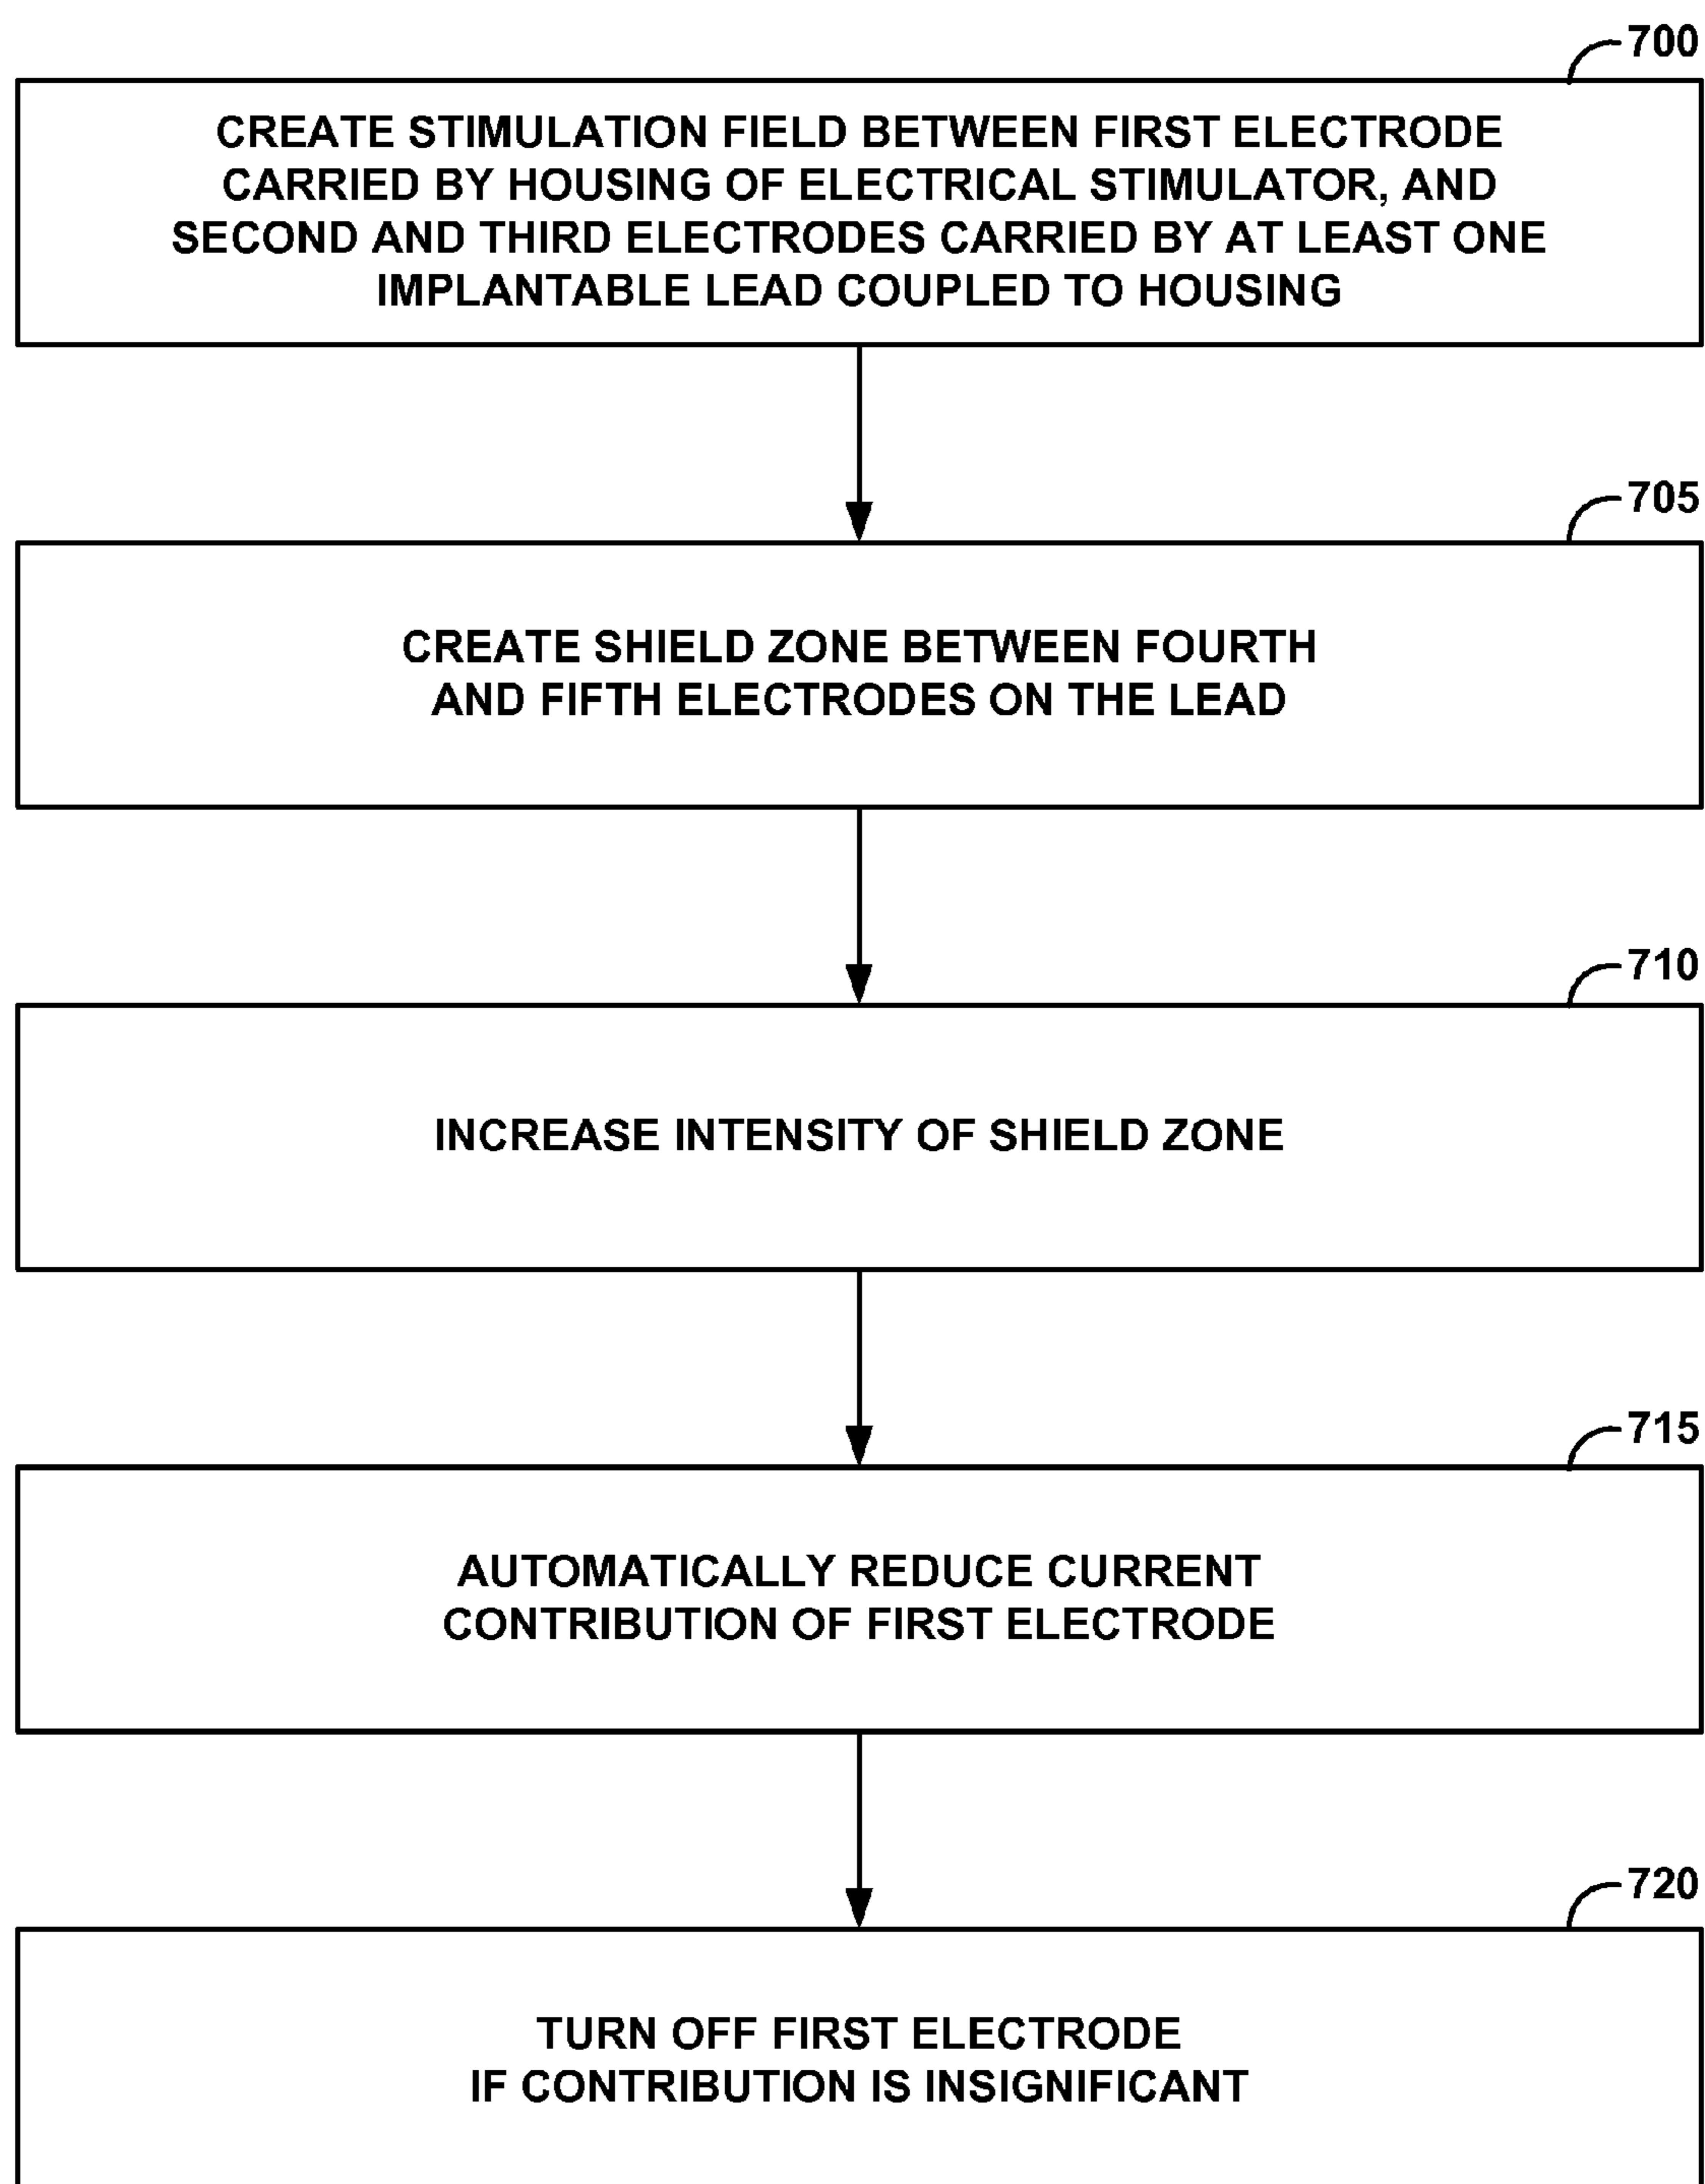 700
CREATE STIMULATION FIELD BETWEEN FIRST ELECTRODE
CARRIED BY HOUSING OF ELECTRICAL STIMULATOR, AND
SECOND AND THIRD ELECTRODES CARRIED BY AT LEAST ONE
IMPLANTABLE LEAD COUPLED TO HOUSING
705
CREATE SHIELD ZONE BETWEEN FOURTH
AND FIFTH ELECTRODES ON THE LEAD
710
INCREASE INTENSITY OF SHIELD ZONE
715
AUTOMATICALLY REDUCE CURRENT
CONTRIBUTION OF FIRST ELECTRODE
720
TURN OFF FIRST ELECTRODE
IF CONTRIBUTION IS INSIGNIFICANT